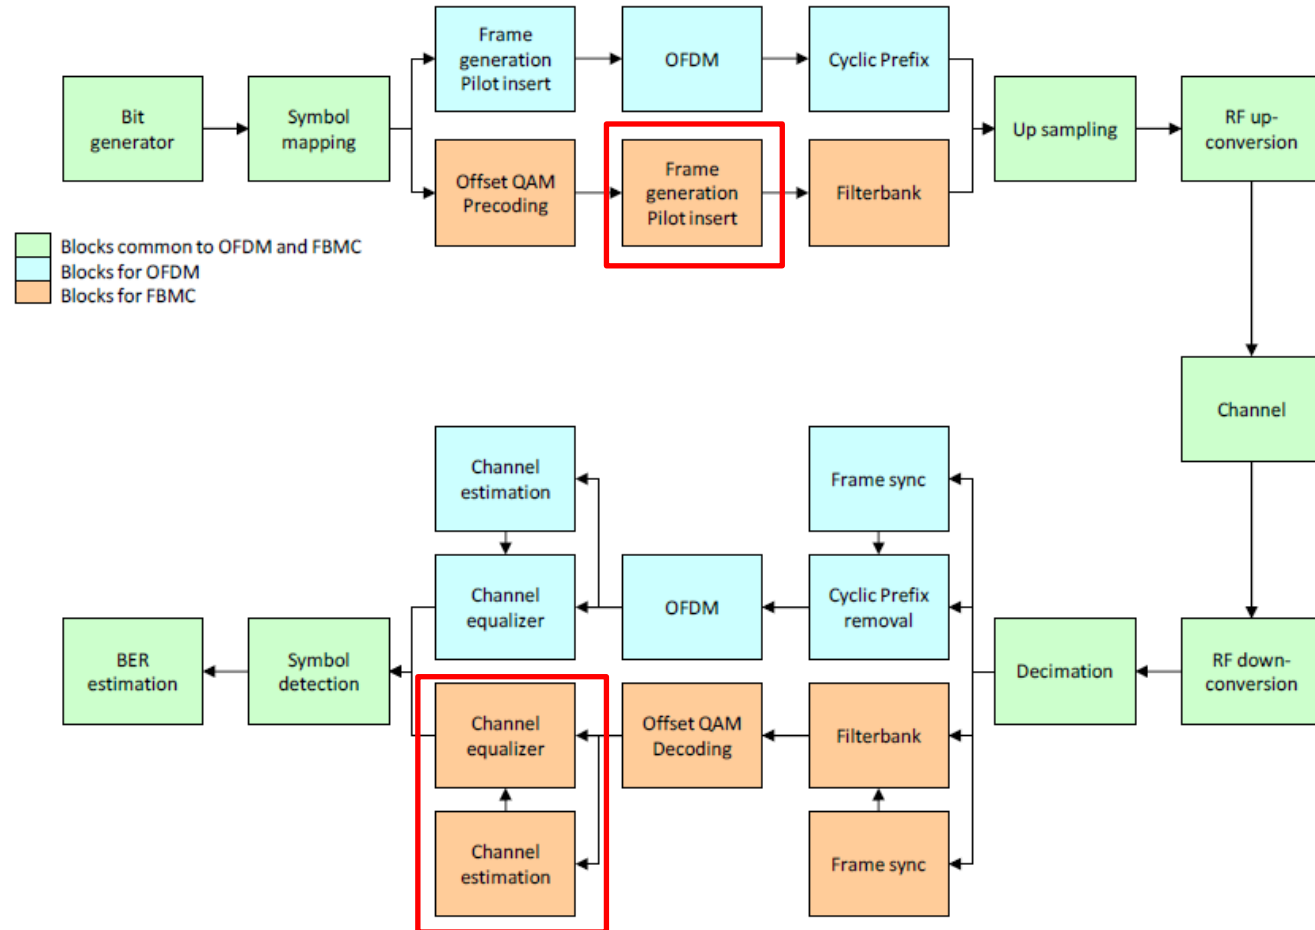 Frame
generation
Pilot insert
OFDM
Cyclic Prefix
Bit
generator
Symbol
mapping
Up sampling
RF up-
conversion
Offset QAM
Precoding
Frame
generation
Pilot insert
Filterbank
Blocks common to OFDM and FBMC
Blocks for OFDM
Blocks for FBMC
Channel
Channel
estimation
Frame sync
Channel
equalizer
OFDM
Cyclic Prefix
removal
BER
estimation
Symbol
detection
Decimation
RF down-
conversion
Channel
equalizer
Offset QAM
Decoding
Filterbank
Channel
estimation
Frame sync